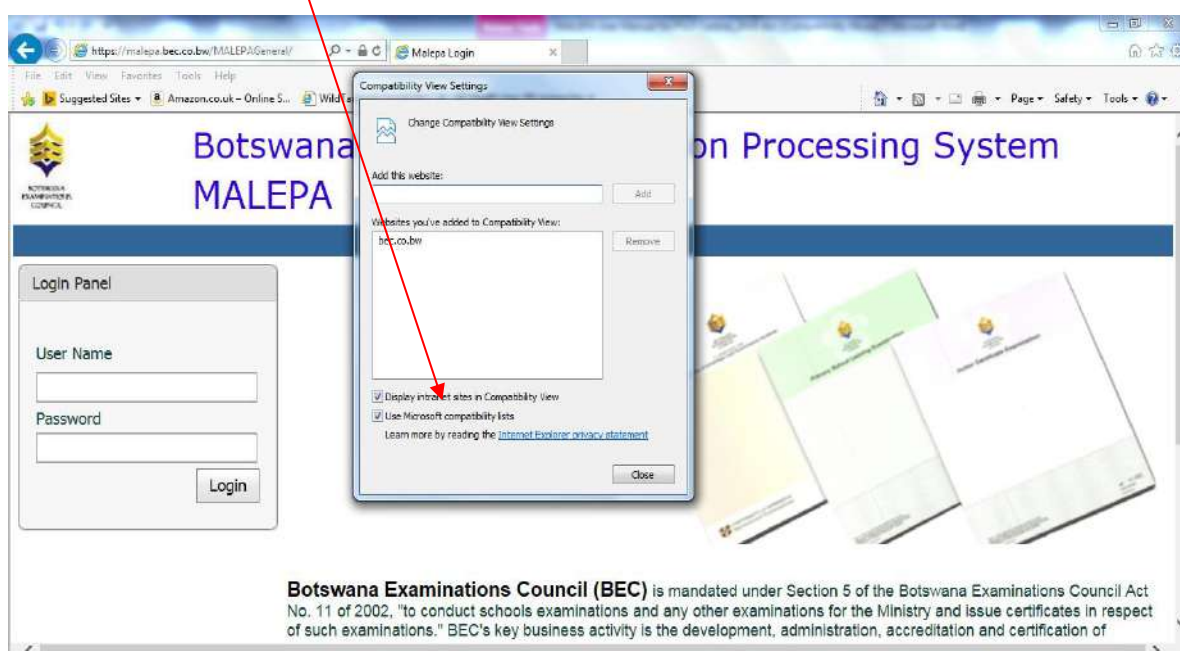 https://malepa.bec.co.bw/MALEPAGeneral/
Malepa Login
File Edit View Favorites Tools Help
Suggested Sites
Amazon.co.uk – Online S...
Page Safety Tools
Compatibility View Settings
Change Compatibility View Settings
Add this website:
Add
Websites you've added to Compatibility View:
bec.co.bw
Remove
Display intranet sites in Compatibility View
Use Microsoft compatibility lists
Learn more by reading the Internet Explorer privacy statement
Close
BOTSWANA
EXAMINATIONS
COUNCIL
Botswana
on Processing System
MALEPA
Login Panel
User Name
Password
Login
Botswana Examinations Council (BEC) is mandated under Section 5 of the Botswana Examinations Council Act
No. 11 of 2002, "to conduct schools examinations and any other examinations for the Ministry and issue certificates in respect
of such examinations." BEC's key business activity is the development, administration, accreditation and certification of